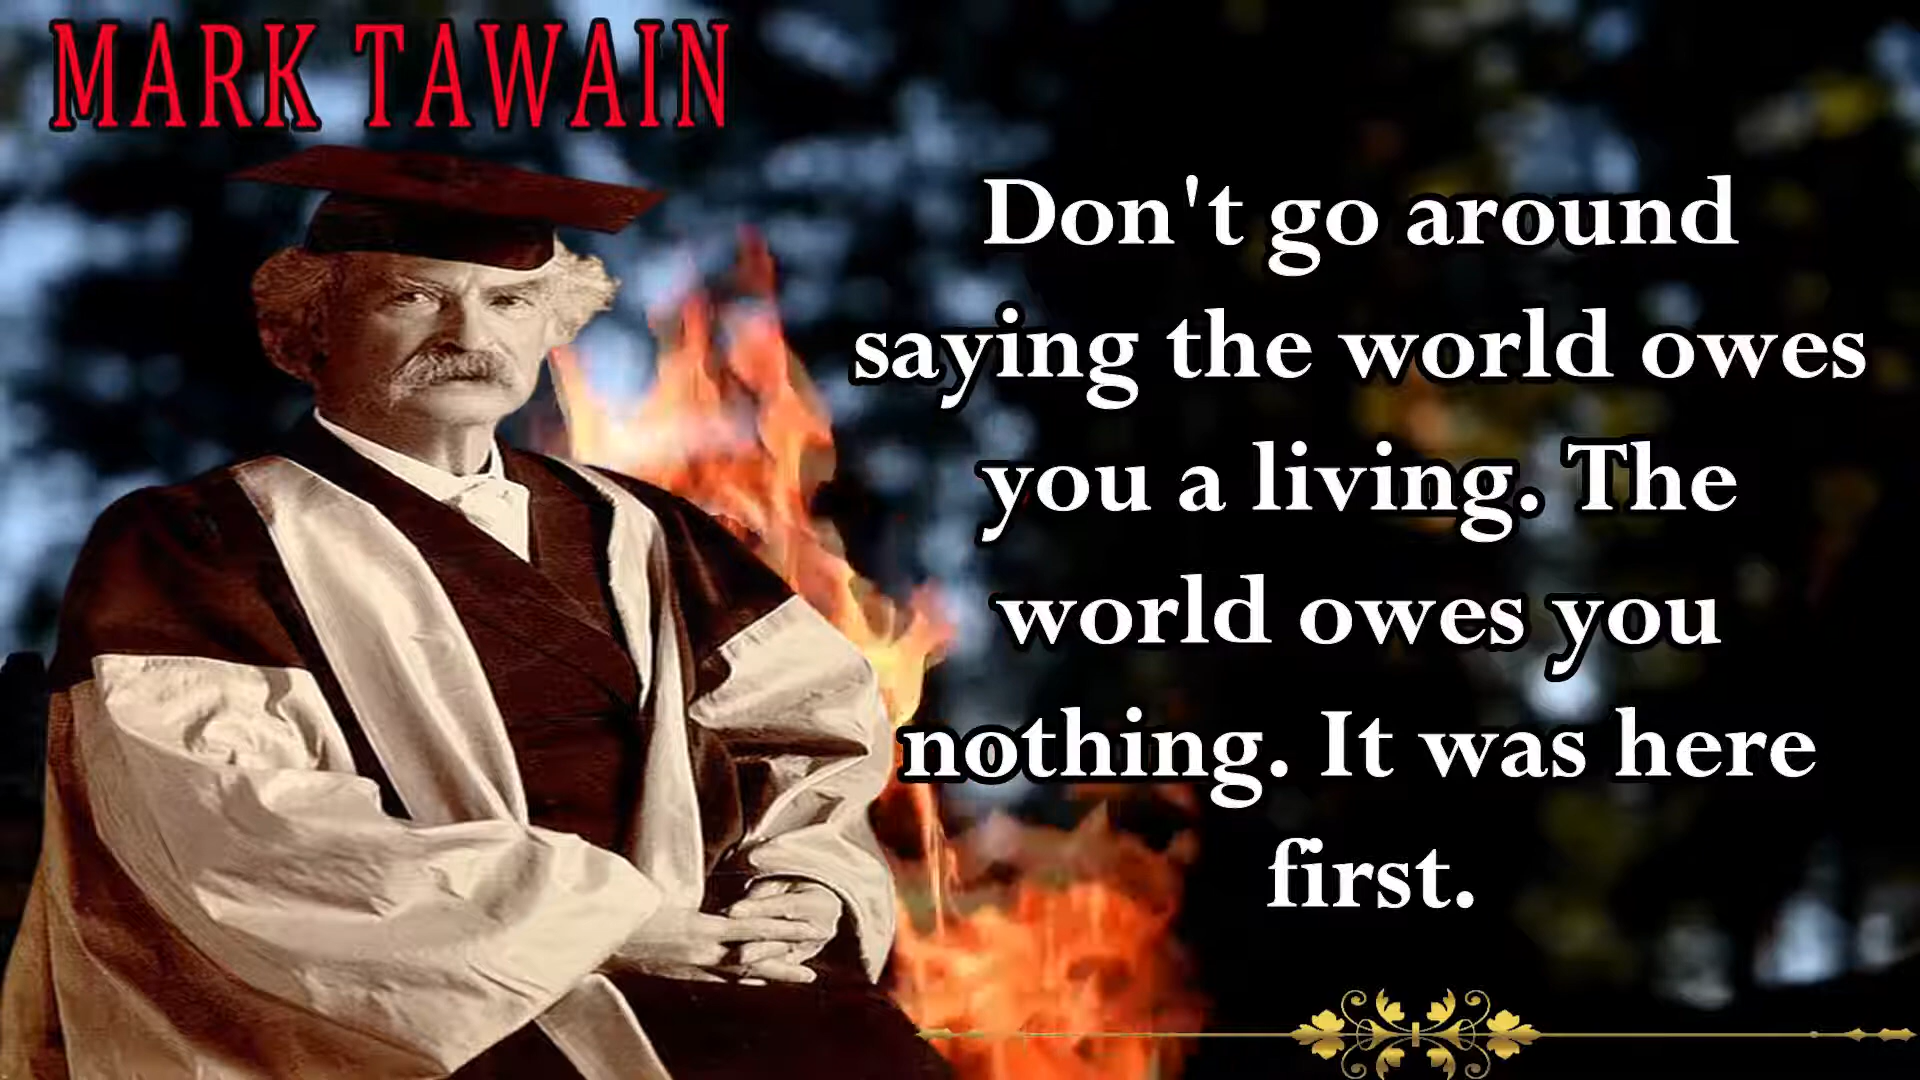 MARK TAWAIN
Don't go around
saying the world owes
you a living. The
world owes you
nothing. It was here
first.